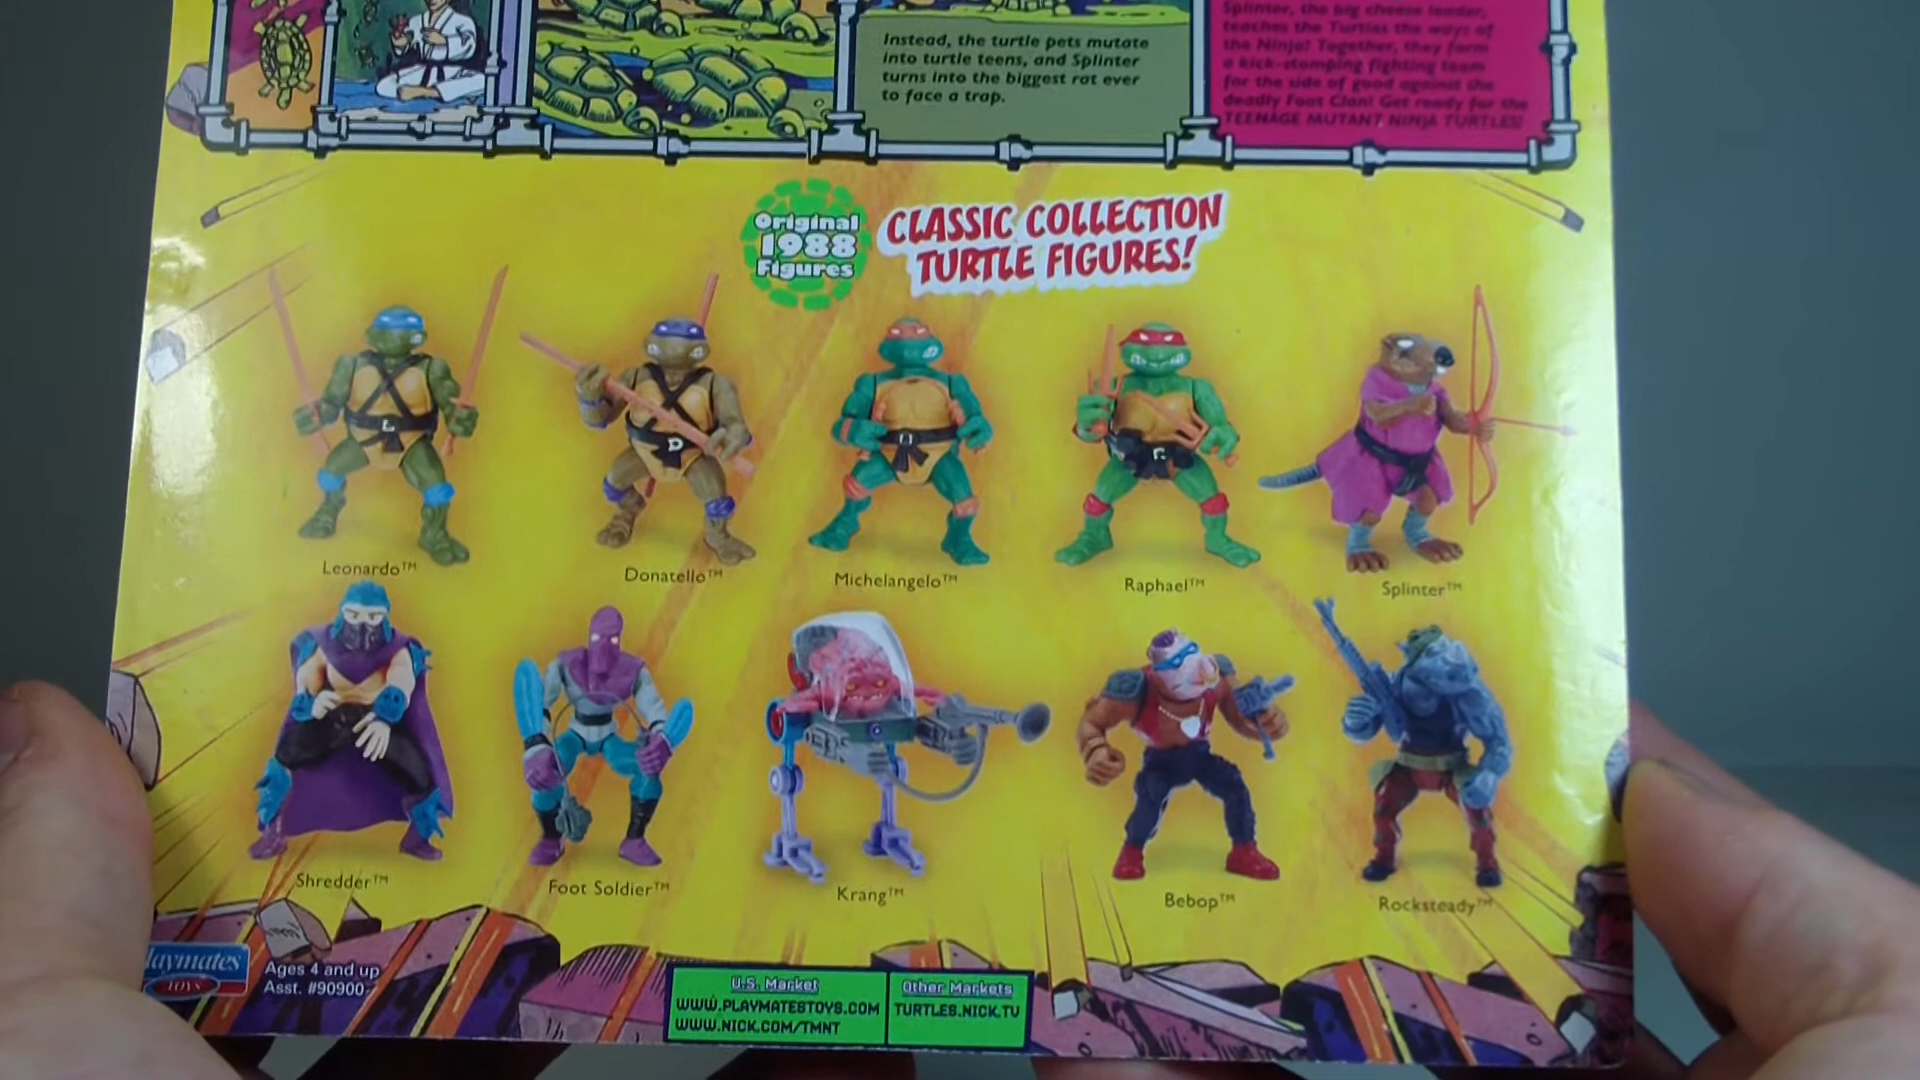 Instead, the turtle pets mutate
into turtle teens, and Splinter
turns into the biggest rat ever
to face a trap.
Splinter, the big cheese leader,
teaches the Turtles the ways of
the Ninja! Together, they form
a kick-stomping fighting team
for the side of good against the
deadly Foot Clan! Get ready for the
TEENAGE MUTANT NINJA TURTLES!
Original
1988
Figures
CLASSIC COLLECTION
TURTLE FIGURES!
L
D
Leonardo™
Donatello™
Michelangelo™
Raphael™
Splinter™
Shredder™
Foot Soldier™
Krang™
Bebop™
Rocksteady™
laymates
TOYS
Ages 4 and up
Asst. #90900-
U.S. Market
WWW.PLAYMATESTOYS.COM
WWW.NICK.COM/TMNT
Other Markets
TURTLES.NICK.TV